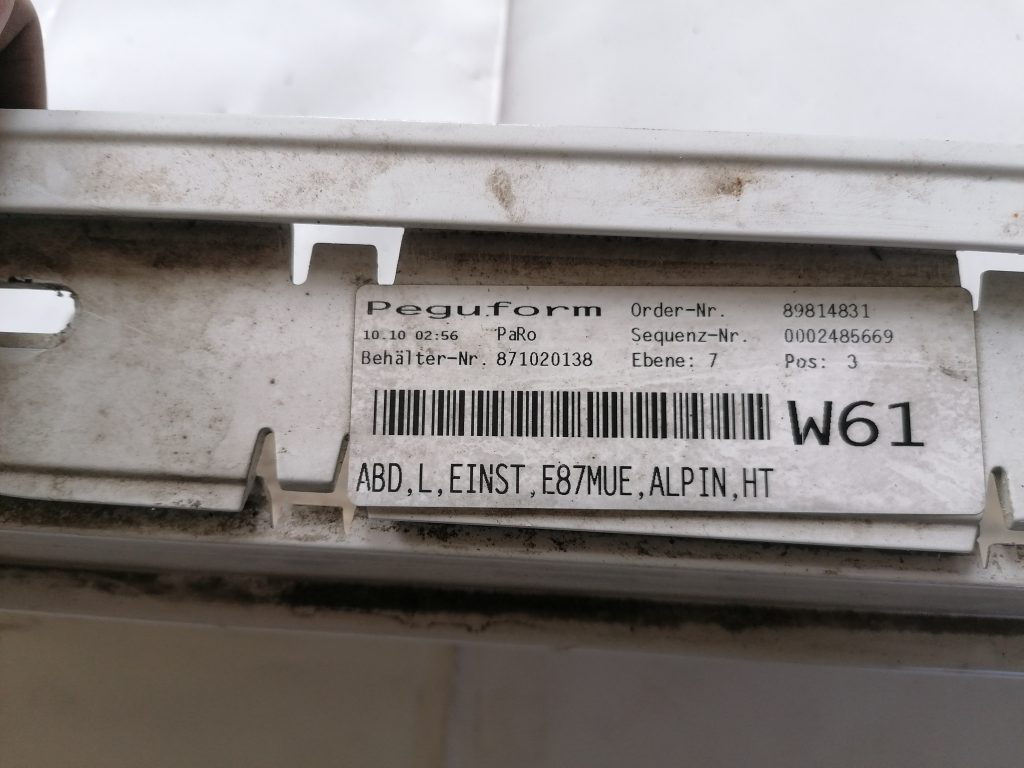 Peguform Order-Nr. 89814831
10.10 02:56 PaRo Sequenz-Nr. 0002485669
Behälter-Nr. 871020138 Ebene: 7 Pos: 3
W61
ABD,L,EINST,E87MUE,ALPIN,HT